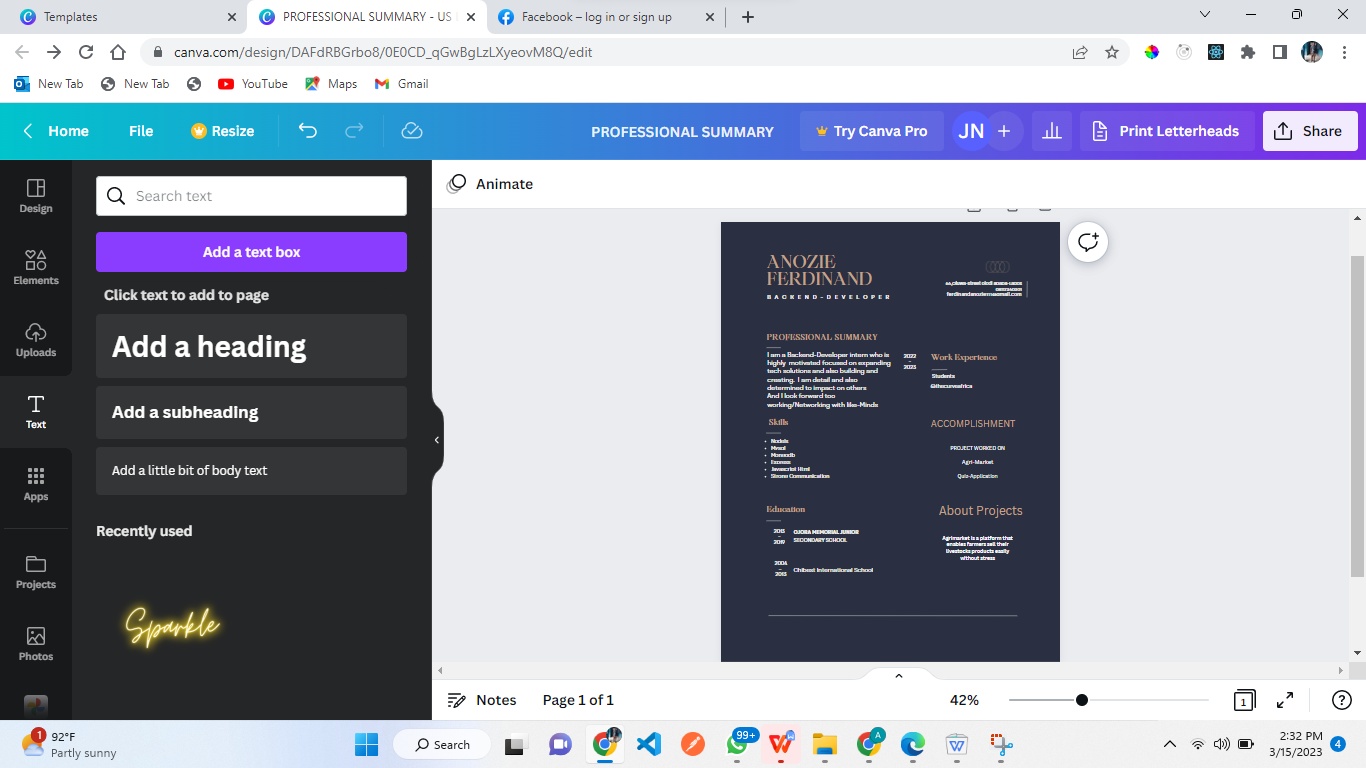 Templates
PROFESSIONAL SUMMARY - US
Facebook – log in or sign up
canva.com/design/DAFdRBGrbo8/0E0CD_qGwBgLzLXyeovM8Q/edit
New Tab
New Tab
YouTube
Maps
Gmail
Home
File
Resize
PROFESSIONAL SUMMARY
Try Canva Pro
JN
Print Letterheads
Share
Design
Elements
Uploads
Text
Apps
Projects
Photos
Search text
Add a text box
Click text to add to page
Add a heading
Add a subheading
Add a little bit of body text
Recently used
Sparkle
Animate
ANOZIE
FERDINAND
BACKEND-DEVELOPER
PROFESSIONAL SUMMARY
I am a Backend-Developer intern who is
highly motivated focused on expanding
tech solutions and also building and
creating. I am detail and also
determined to impact on others
And I look forward too
working/Networking with like-Minds
Skills
Nodejs
Mysql
Mongodb
Express
Javascript Html
Strong Communication
Education
2013
–
2019
OJORA MEMORIAL JUNIOR
SECONDARY SCHOOL
2004
–
2013
Chibest International School
2022
–
2023
Work Experience
Students
@thecurveafrica
ACCOMPLISHMENT
PROJECT WORKED ON
Agri-Market
Quiz-Application
About Projects
Agrimarket is a platform that
enables farmers sell their
livestocks products easily
without stress
Notes
Page 1 of 1
42%
1
1
92°F
Partly sunny
Search
99+
A
2:32 PM
3/15/2023
4